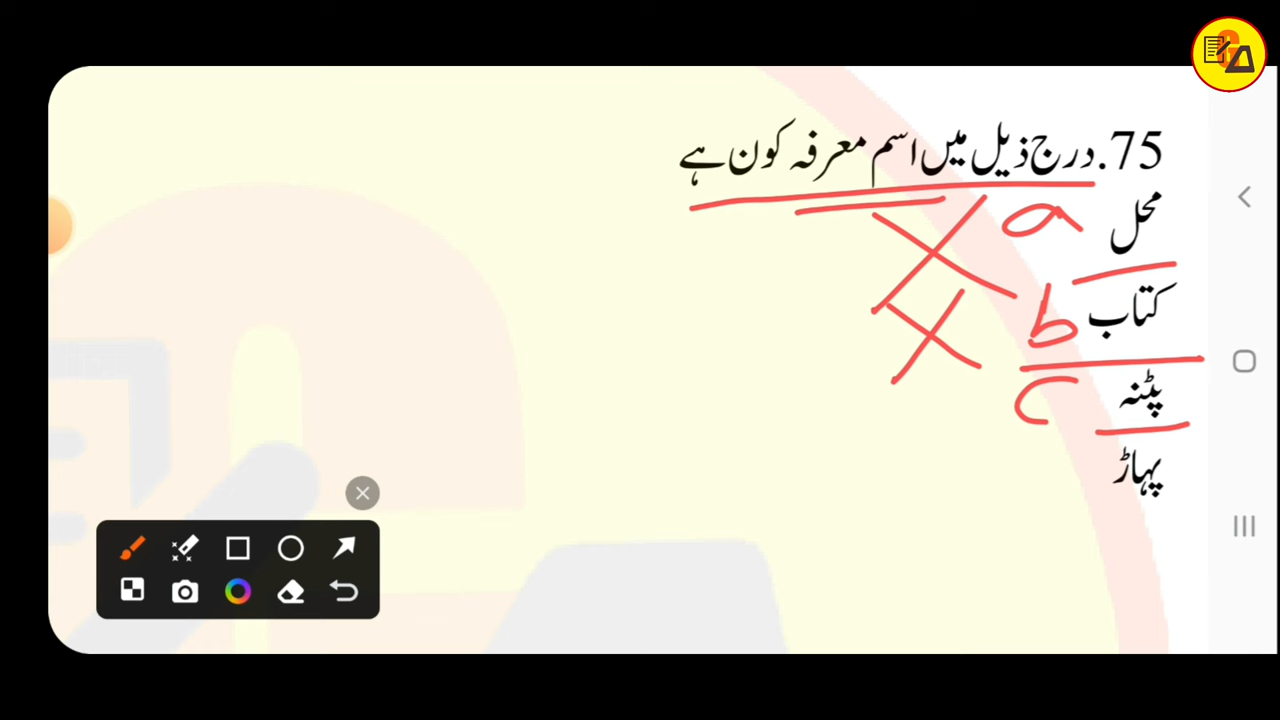 75. درج ذیل میں اسم معرفہ کون ہے
محل a
کتاب b
پٹنہ c
پہاڑ